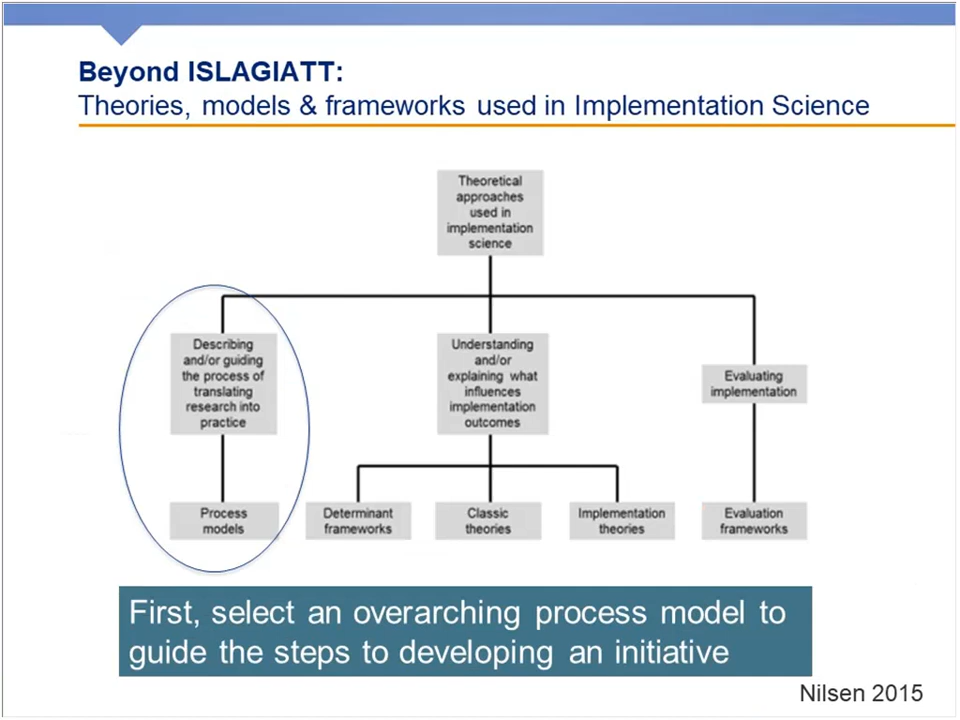 Beyond ISLAGIATT:
Theories, models & frameworks used in Implementation Science
Theoretical
approaches
used in
implementation
science
Describing
and/or guiding
the process of
translating
research into
practice
Understanding
and/or
explaining what
influences
implementation
outcomes
Evaluating
implementation
Process
models
Determinant
frameworks
Classic
theories
Implementation
theories
Evaluation
frameworks
First, select an overarching process model to
guide the steps to developing an initiative
Nilsen 2015